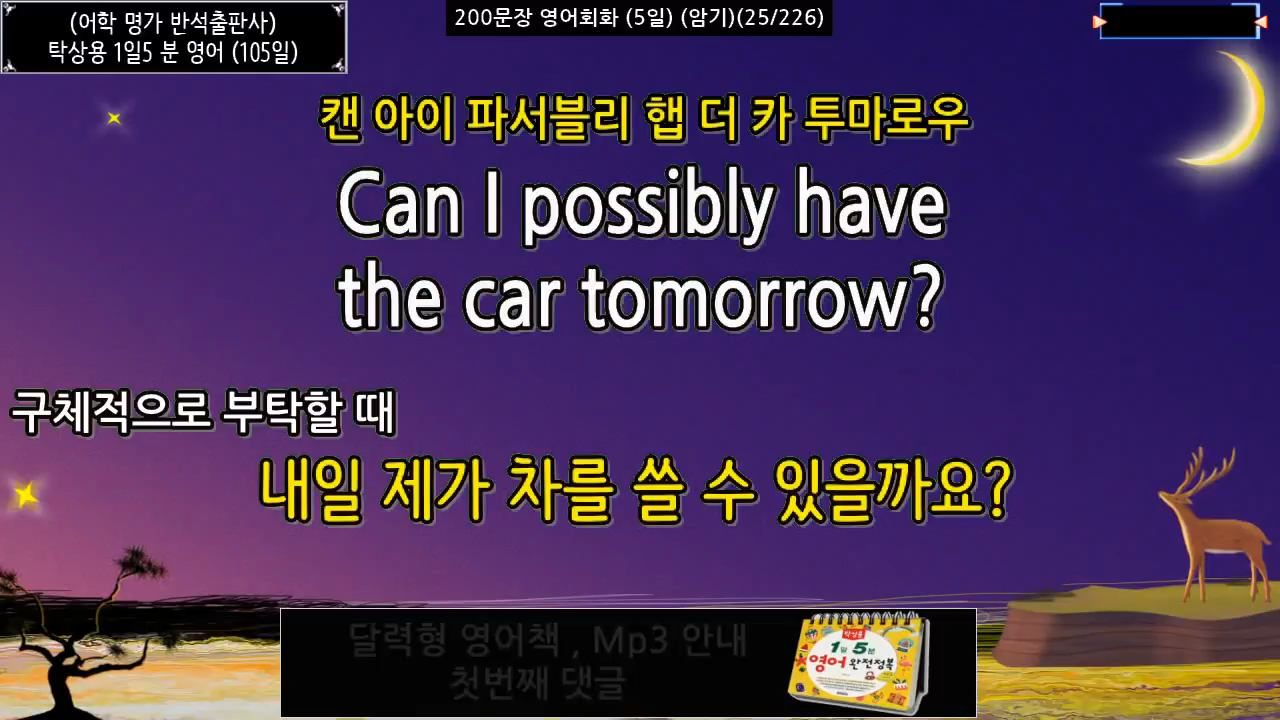 (어학 명가 반석출판사)
탁상용 1일5 분 영어 (105일)
200문장 영어회화 (5일) (암기)(25/226)
캔 아이 파서블리 햅 더 카 투마로우
Can I possibly have
the car tomorrow?
구체적으로 부탁할 때
내일 제가 차를 쓸 수 있을까요?
달력형 영어책 , Mp3 안내
첫번째 댓글
탁상용
1일 5분
영어 완전정복